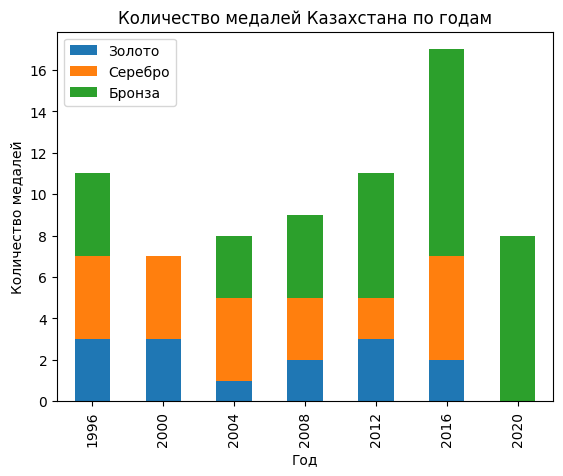 Количество медалей Казахстана по годам
Золото
Серебро
Бронза
Количество медалей
16
14
12
10
8
6
4
2
0
1996
2000
2004
2008
2012
2016
2020
Год